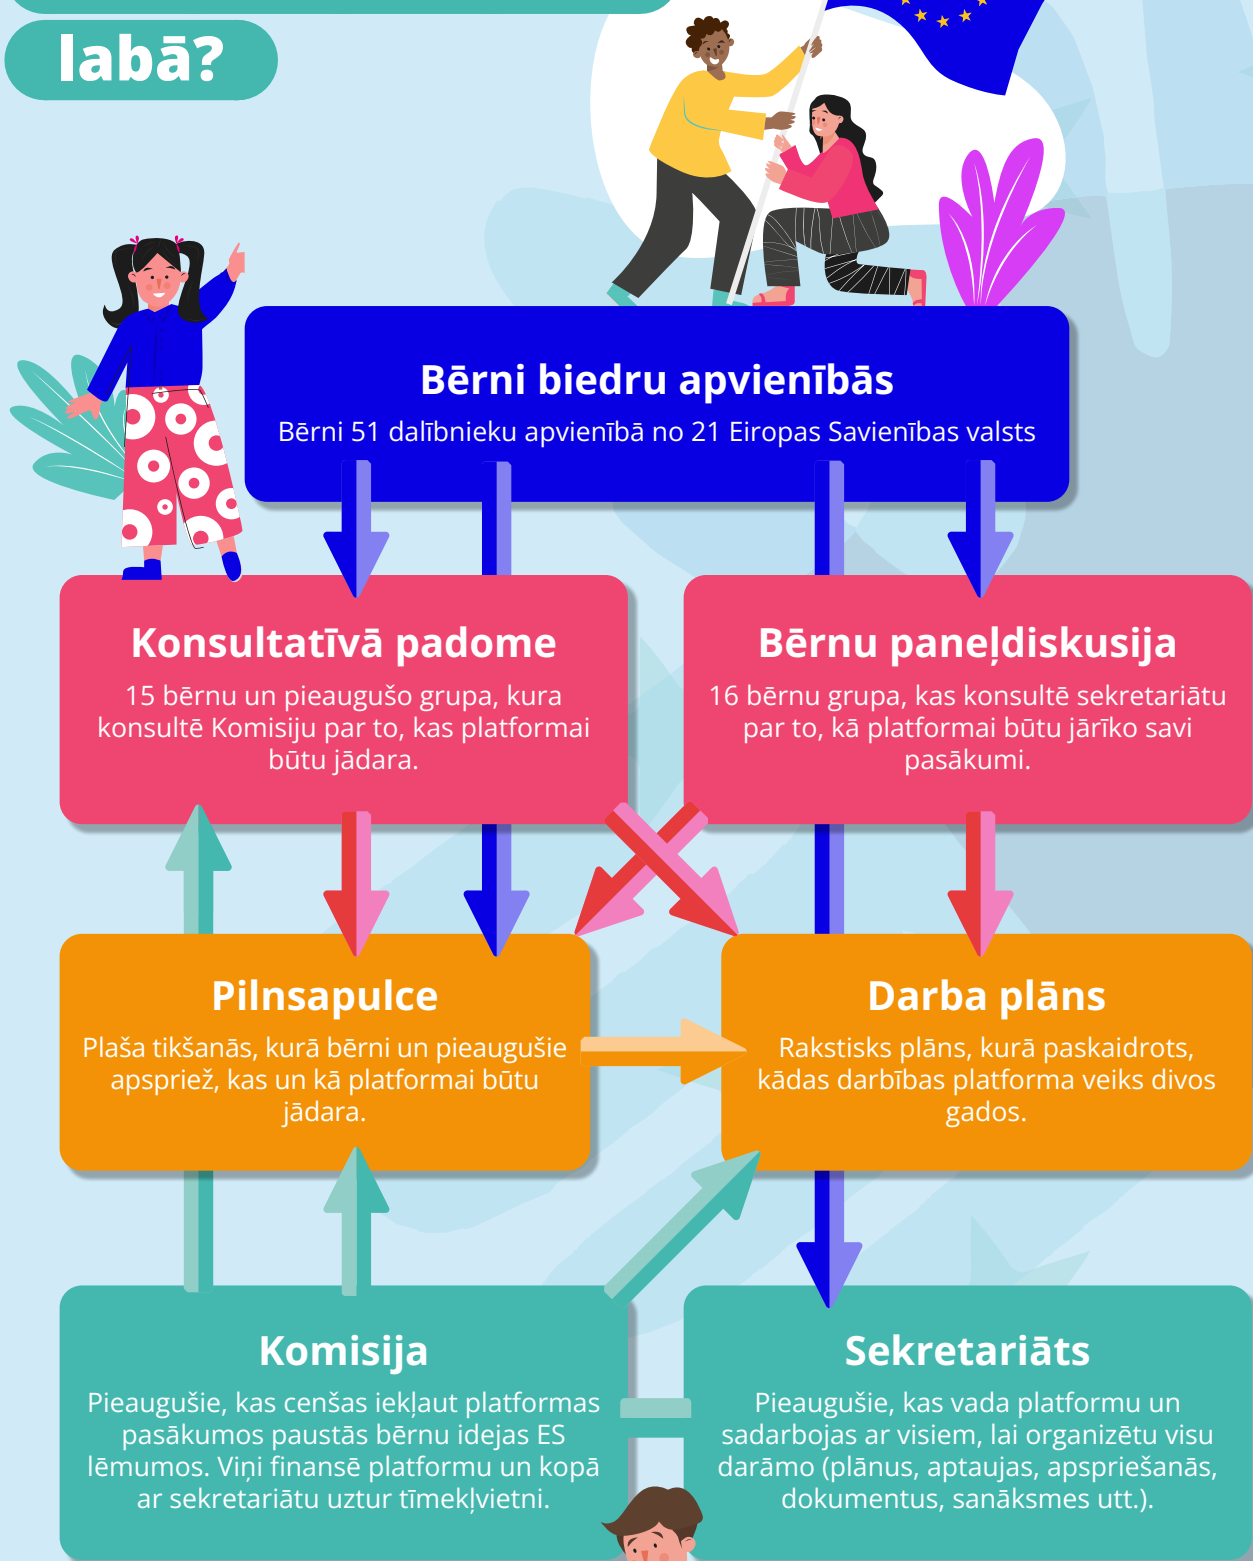 labā?
Bērni biedru apvienībās
Bērni 51 dalībnieku apvienībā no 21 Eiropas Savienības valsts
Konsultatīvā padome
15 bērnu un pieaugušo grupa, kura
konsultē Komisiju par to, kas platformai
būtu jādara.
Bērnu paneļdiskusija
16 bērnu grupa, kas konsultē sekretariātu
par to, kā platformai būtu jārīko savi
pasākumi.
Pilnsapulce
Plaša tikšanās, kurā bērni un pieaugušie
apspriež, kas un kā platformai būtu
jādara.
Darba plāns
Rakstisks plāns, kurā paskaidrots,
kādas darbības platforma veiks divos
gados.
Komisija
Pieaugušie, kas cenšas iekļaut platformas
pasākumos paustās bērnu idejas ES
lēmumos. Viņi finansē platformu un kopā
ar sekretariātu uztur tīmekļvietni.
Sekretariāts
Pieaugušie, kas vada platformu un
sadarbojas ar visiem, lai organizētu visu
darāmo (plānus, aptaujas, apspriešanās,
dokumentus, sanāksmes utt.).